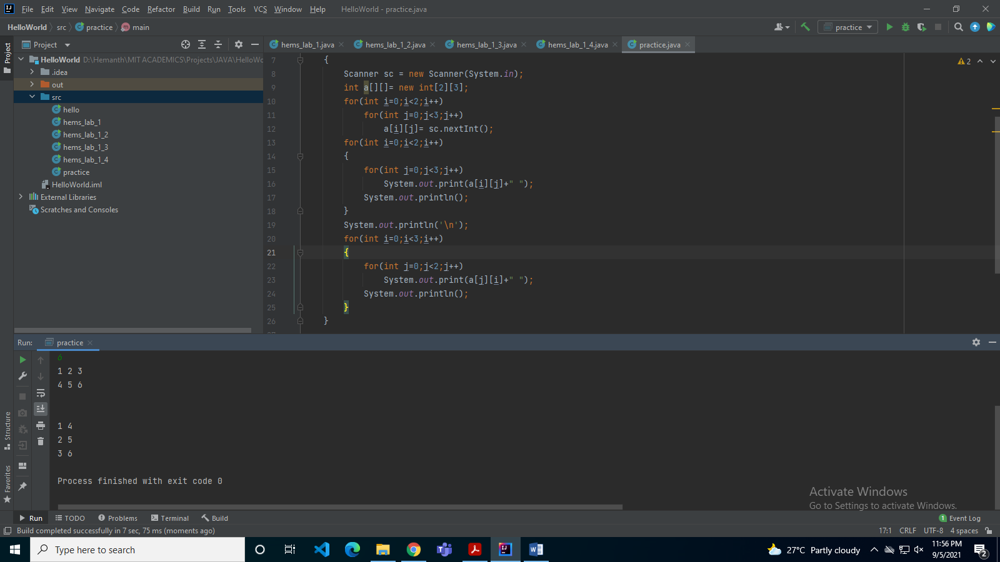 File Edit View Navigate Code Refactor Build Run Tools VCS Window Help HelloWorld - practice.java
HelloWorld src practice main practice
Project
Project
hems_lab_1.java hems_lab_1_2.java hems_lab_1_3.java hems_lab_1_4.java practice.java
HelloWorld D:\Hemanth\MIT ACADEMICS\Projects\JAVA\HelloWo
.idea
out
src
hello
hems_lab_1
hems_lab_1_2
hems_lab_1_3
hems_lab_1_4
practice
HelloWorld.iml
External Libraries
Scratches and Consoles
2
7 {
8 Scanner sc = new Scanner(System.in);
9 int a[][]= new int[2][3];
10 for(int i=0;i<2;i++)
11 for(int j=0;j<3;j++)
12 a[i][j]= sc.nextInt();
13 for(int i=0;i<2;i++)
14 {
15 for(int j=0;j<3;j++)
16 System.out.print(a[i][j]+" ");
17 System.out.println();
18 }
19 System.out.println('\n');
20 for(int i=0;i<3;i++)
21 {
22 for(int j=0;j<2;j++)
23 System.out.print(a[j][i]+" ");
24 System.out.println();
25 }
26 }
Run: practice
6
1 2 3
4 5 6
1 4
2 5
3 6
Process finished with exit code 0
Structure
Favorites
Activate Windows
Go to Settings to activate Windows.
Run TODO Problems Terminal Build 1 Event Log
Build completed successfully in 7 sec, 75 ms (moments ago) 17:1 CRLF UTF-8 4 spaces
Type here to search 27°C Partly cloudy 11:56 PM
9/5/2021
2